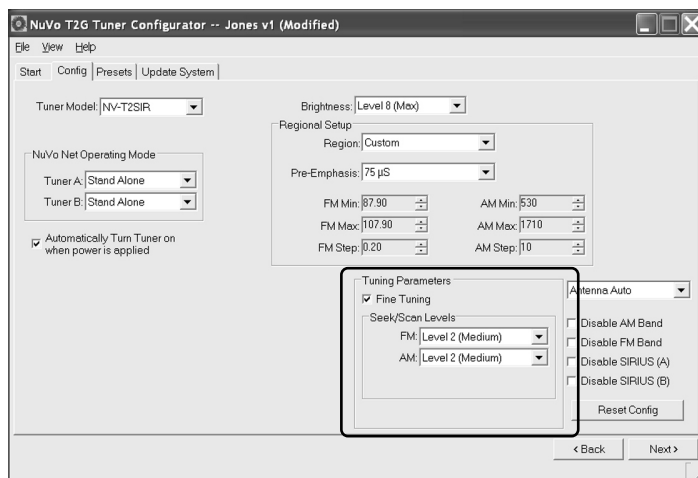 NuVo T2G Tuner Configurator -- Jones v1 (Modified)
File View Help
Start Config Presets Update System
Tuner Model: NV-T2SIR
Brightness: Level 8 (Max)
Regional Setup
Region: Custom
Pre-Emphasis: 75 µS
NuVo Net Operating Mode
Tuner A: Stand Alone
Tuner B: Stand Alone
FM Min: 87.90 AM Min: 530
FM Max: 107.90 AM Max: 1710
FM Step: 0.20 AM Step: 10
Automatically Turn Tuner on
when power is applied
Tuning Parameters
Fine Tuning
Seek/Scan Levels
FM: Level 2 (Medium)
AM: Level 2 (Medium)
Antenna Auto
Disable AM Band
Disable FM Band
Disable SIRIUS (A)
Disable SIRIUS (B)
Reset Config
< Back Next >